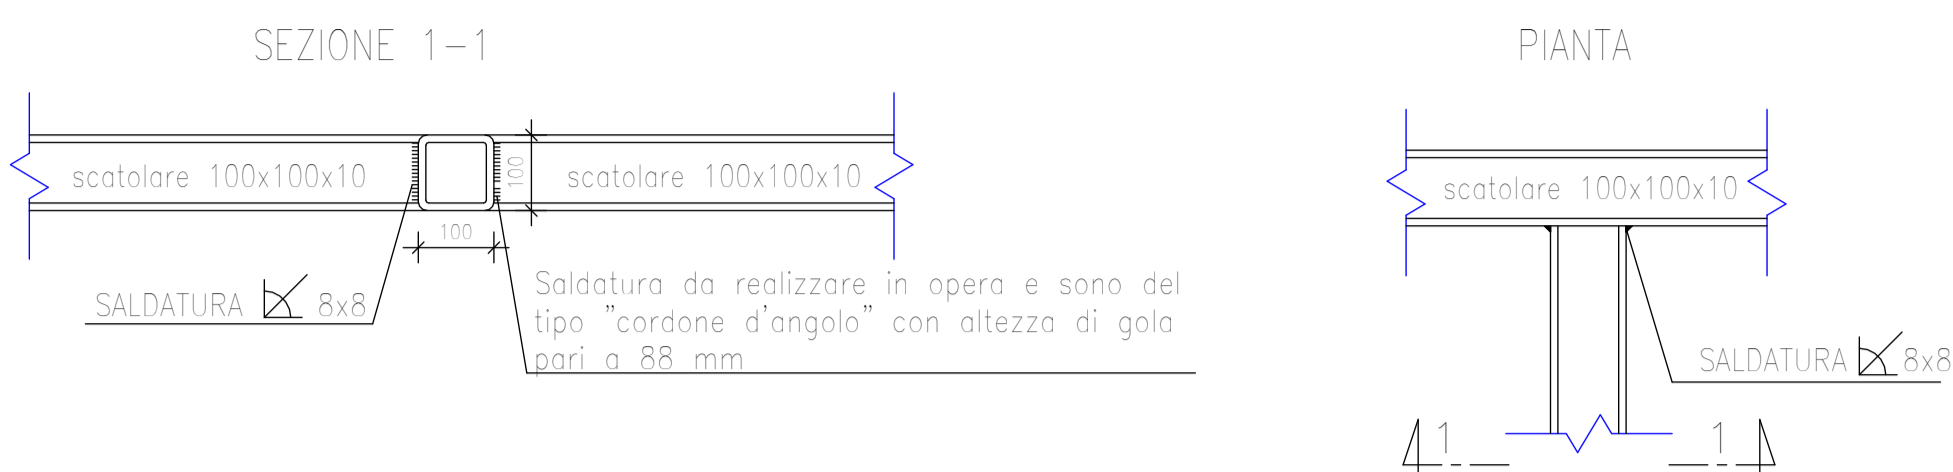 SEZIONE 1-1
PIANTA
scatolare 100x100x10
100
scatolare 100x100x10
100
SALDATURA 8x8
Saldatura da realizzare in opera e sono del
tipo "cordone d'angolo" con altezza di gola
pari a 88 mm
scatolare 100x100x10
SALDATURA 8x8
1
1